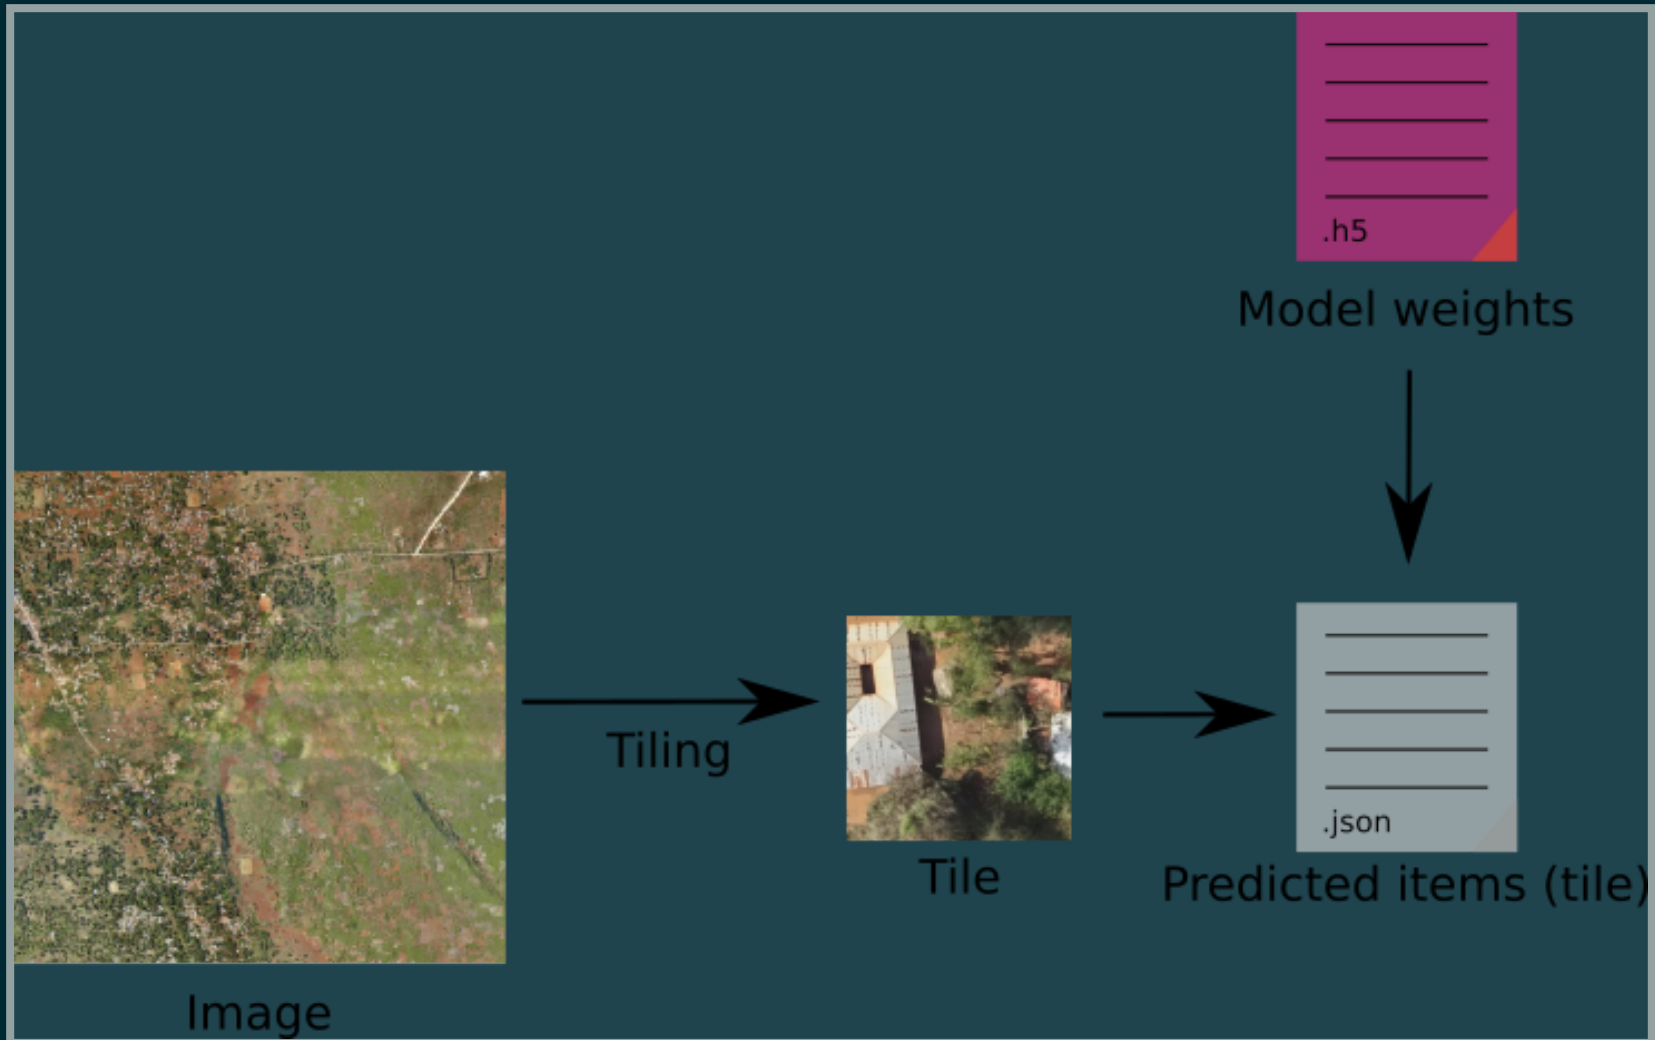 .h5
Model weights
Tiling
.json
Tile
Predicted items (tile)
Image